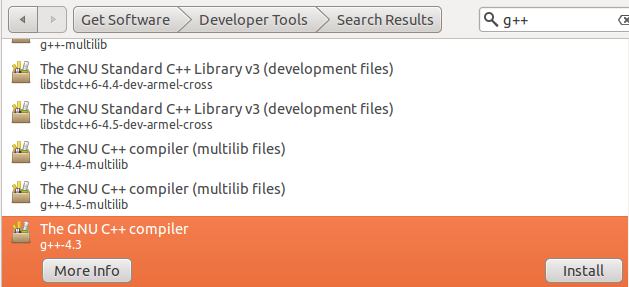 Get Software Developer Tools Search Results g++
g++-multilib
The GNU Standard C++ Library v3 (development files)
libstdc++6-4.4-dev-armel-cross
The GNU Standard C++ Library v3 (development files)
libstdc++6-4.5-dev-armel-cross
The GNU C++ compiler (multilib files)
g++-4.4-multilib
The GNU C++ compiler (multilib files)
g++-4.5-multilib
The GNU C++ compiler
g++-4.3
More Info Install